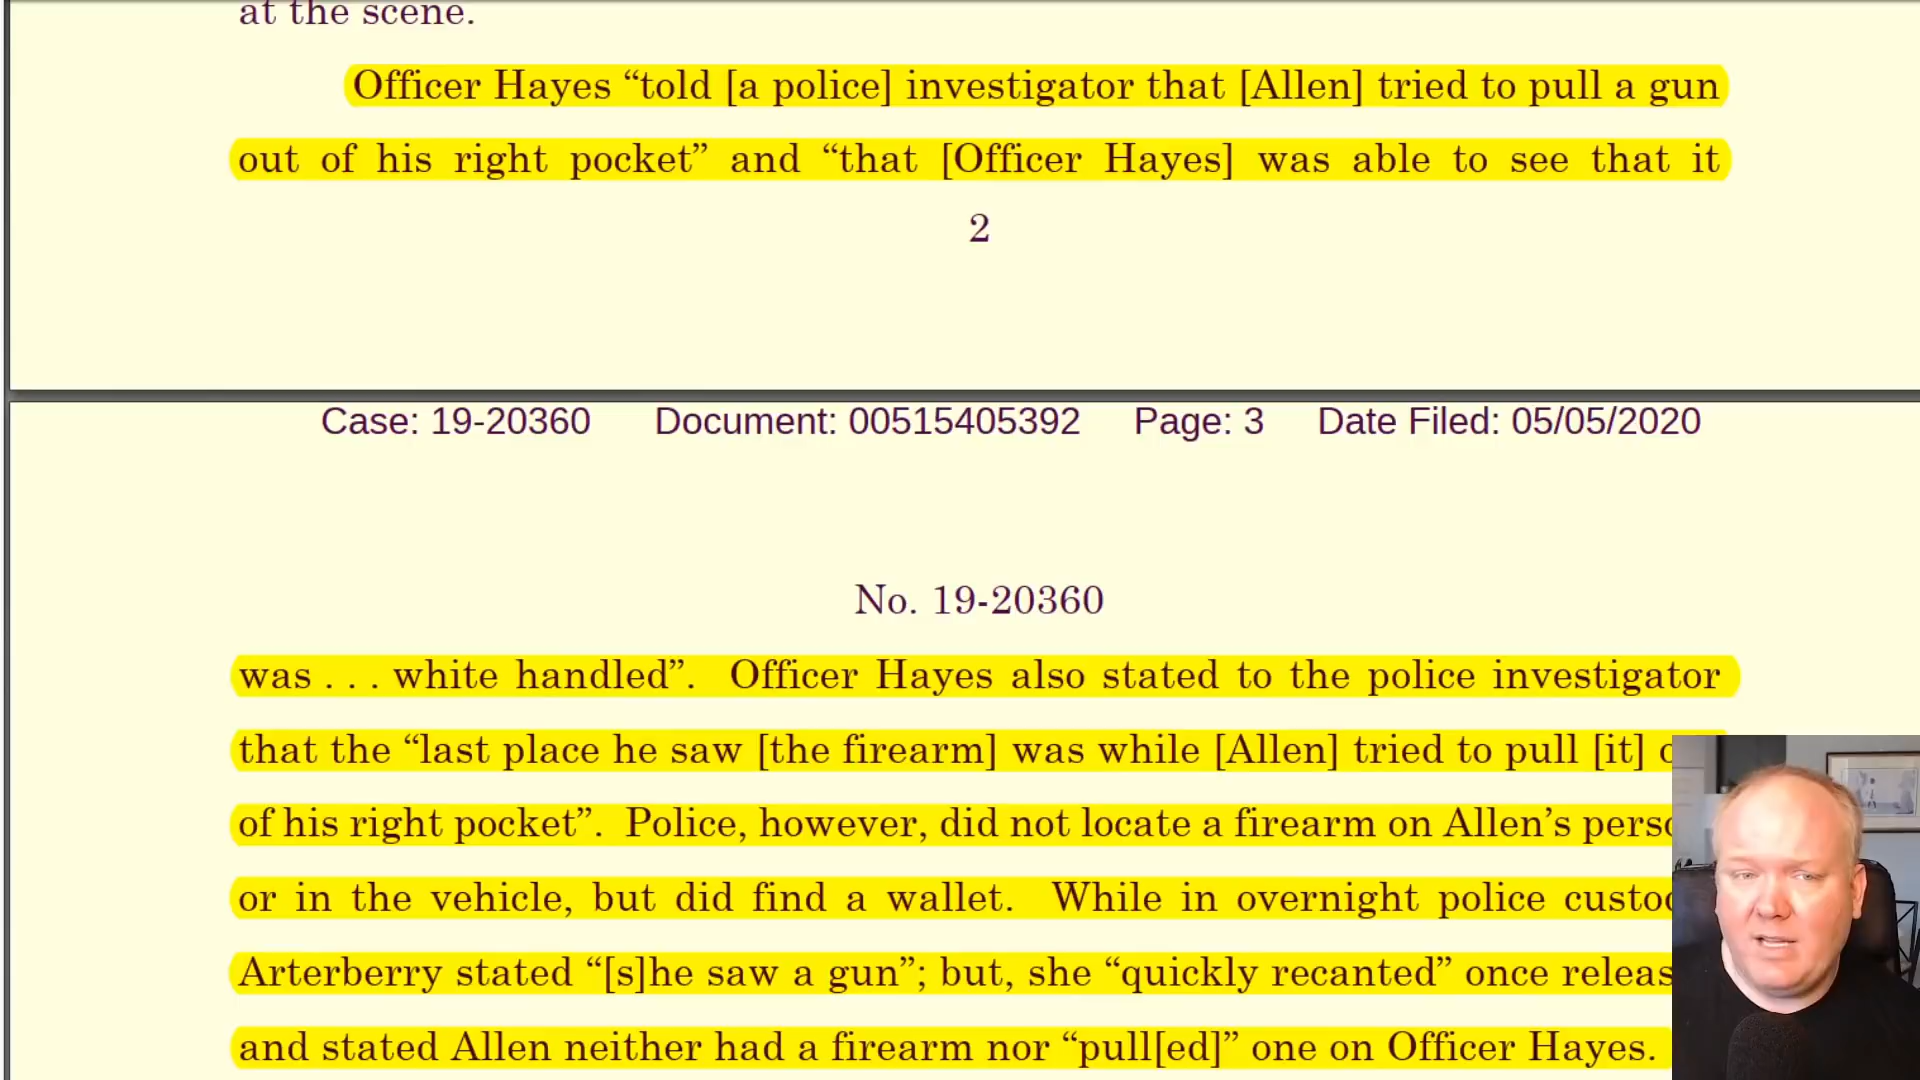 at the scene.
Officer Hayes “told [a police] investigator that [Allen] tried to pull a gun
out of his right pocket” and “that [Officer Hayes] was able to see that it
2
Case: 19-20360 Document: 00515405392 Page: 3 Date Filed: 05/05/2020
No. 19-20360
was . . . white handled”. Officer Hayes also stated to the police investigator
that the “last place he saw [the firearm] was while [Allen] tried to pull [it]
of his right pocket”. Police, however, did not locate a firearm on Allen’s
or in the vehicle, but did find a wallet. While in overnight police
Arterberry stated “[s]he saw a gun”; but, she “quickly recanted” once
and stated Allen neither had a firearm nor “pull[ed]” one on Officer Hayes.